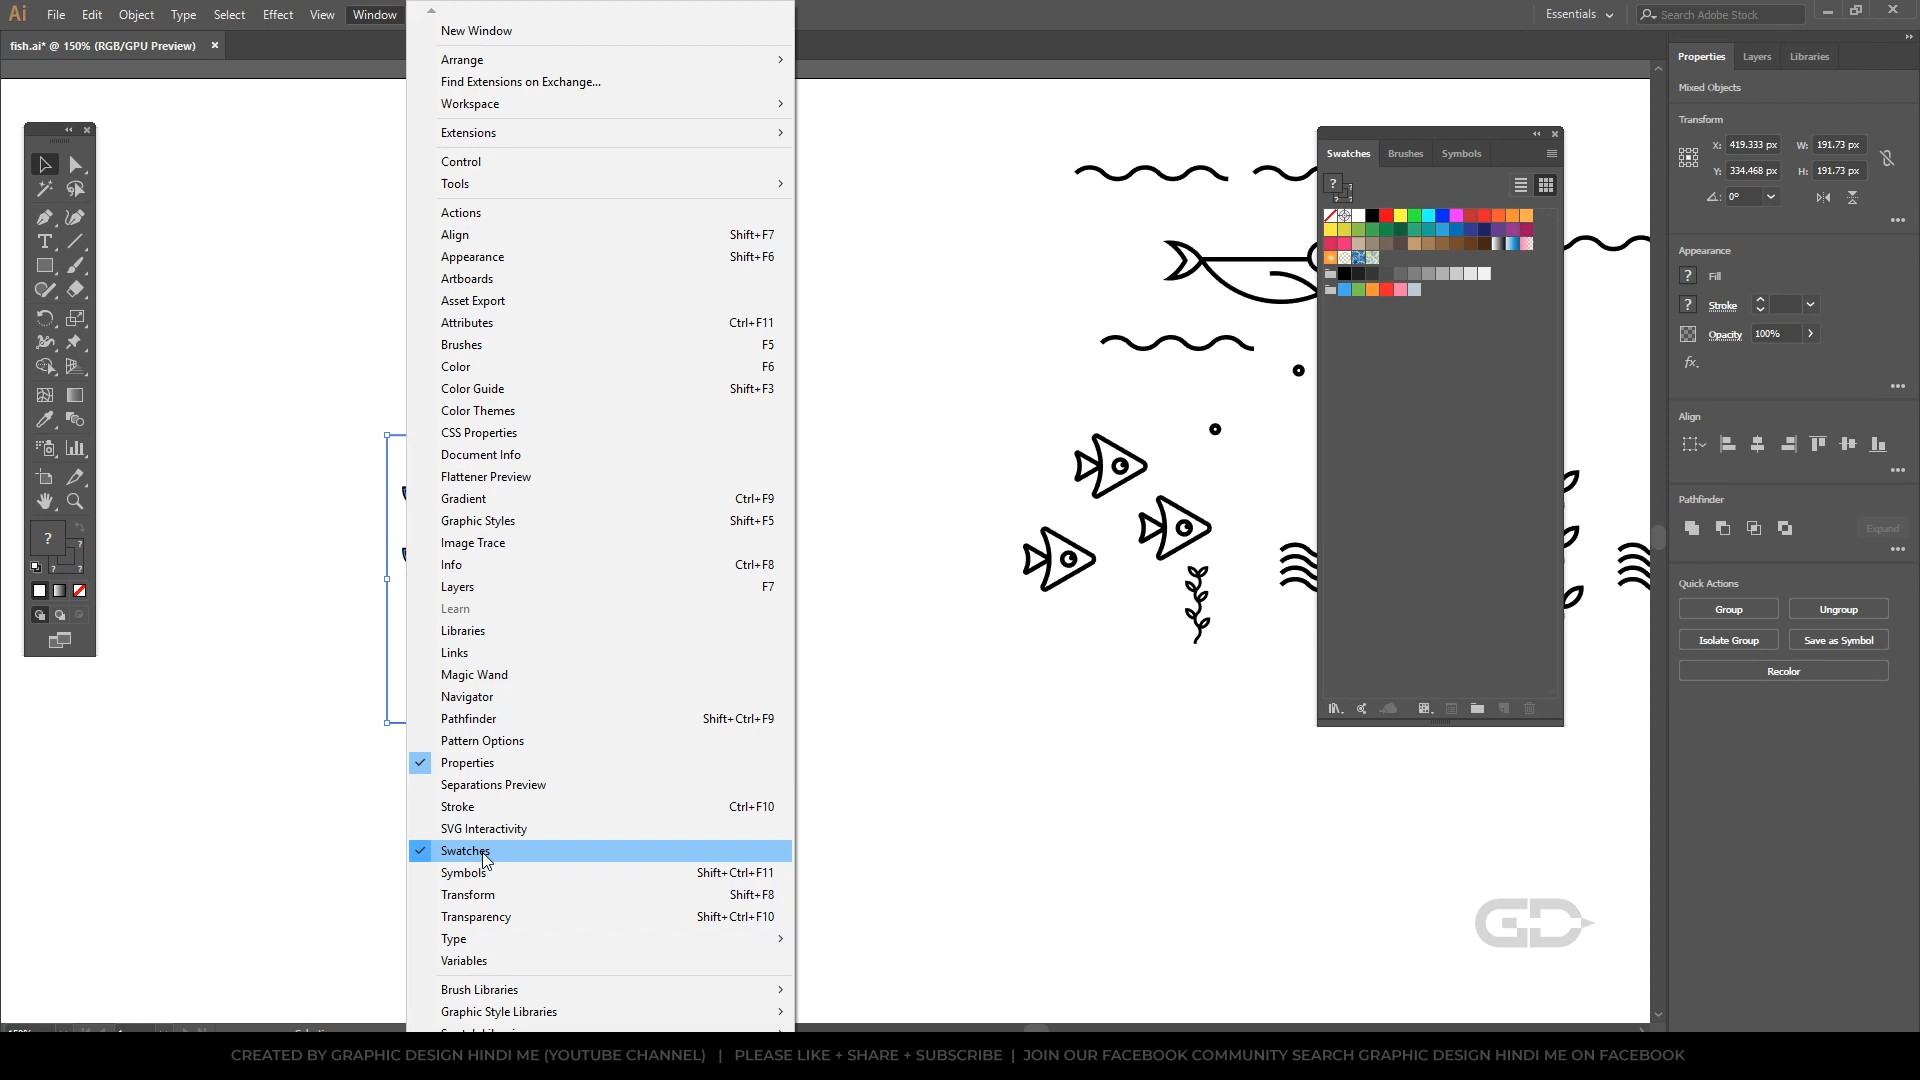 Ai File Edit Object Type Select Effect View Window
Essentials
Search Adobe Stock
fish.ai* @ 150% (RGB/GPU Preview) ×
New Window
Arrange
Find Extensions on Exchange...
Workspace
Extensions
Control
Tools
Actions
Align Shift+F7
Appearance Shift+F6
Artboards
Asset Export
Attributes Ctrl+F11
Brushes F5
Color F6
Color Guide Shift+F3
Color Themes
CSS Properties
Document Info
Flattener Preview
Gradient Ctrl+F9
Graphic Styles Shift+F5
Image Trace
Info Ctrl+F8
Layers F7
Learn
Libraries
Links
Magic Wand
Navigator
Pathfinder Shift+Ctrl+F9
Pattern Options
Properties
Separations Preview
Stroke Ctrl+F10
SVG Interactivity
Swatches
Symbols Shift+Ctrl+F11
Transform Shift+F8
Transparency Shift+Ctrl+F10
Type
Variables
Brush Libraries
Graphic Style Libraries
Swatches Brushes Symbols
Properties Layers Libraries
Mixed Objects
Transform
X: 419.333 px W: 191.73 px
Y: 334.468 px H: 191.73 px
0°
Appearance
? Fill
? Stroke
Opacity 100%
fx.
Align
Pathfinder
Expand
Quick Actions
Group Ungroup
Isolate Group Save as Symbol
Recolor
GD
CREATED BY GRAPHIC DESIGN HINDI ME (YOUTUBE CHANNEL) | PLEASE LIKE + SHARE + SUBSCRIBE | JOIN OUR FACEBOOK COMMUNITY SEARCH GRAPHIC DESIGN HINDI ME ON FACEBOOK